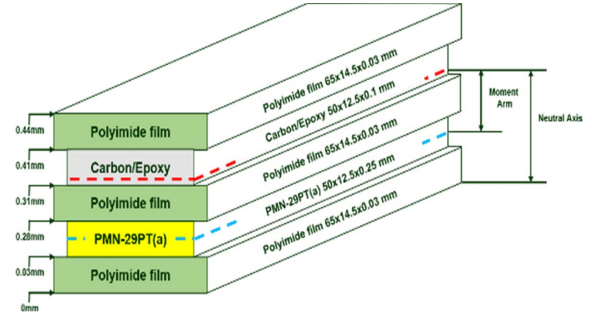 Polyimide film 65x14.5x0.03 mm
Carbon/Epoxy 50x12.5x0.1 mm
Polyimide film 65x14.5x0.03 mm
PMN-29PT(a) 50x12.5x0.25 mm
Polyimide film 65x14.5x0.03 mm
Moment
Arm
Neutral Axis
0.44mm
Polyimide film
0.41mm
Carbon/Epoxy
0.31mm
Polyimide film
0.28mm
PMN-29PT(a)
0.03mm
Polyimide film
0mm